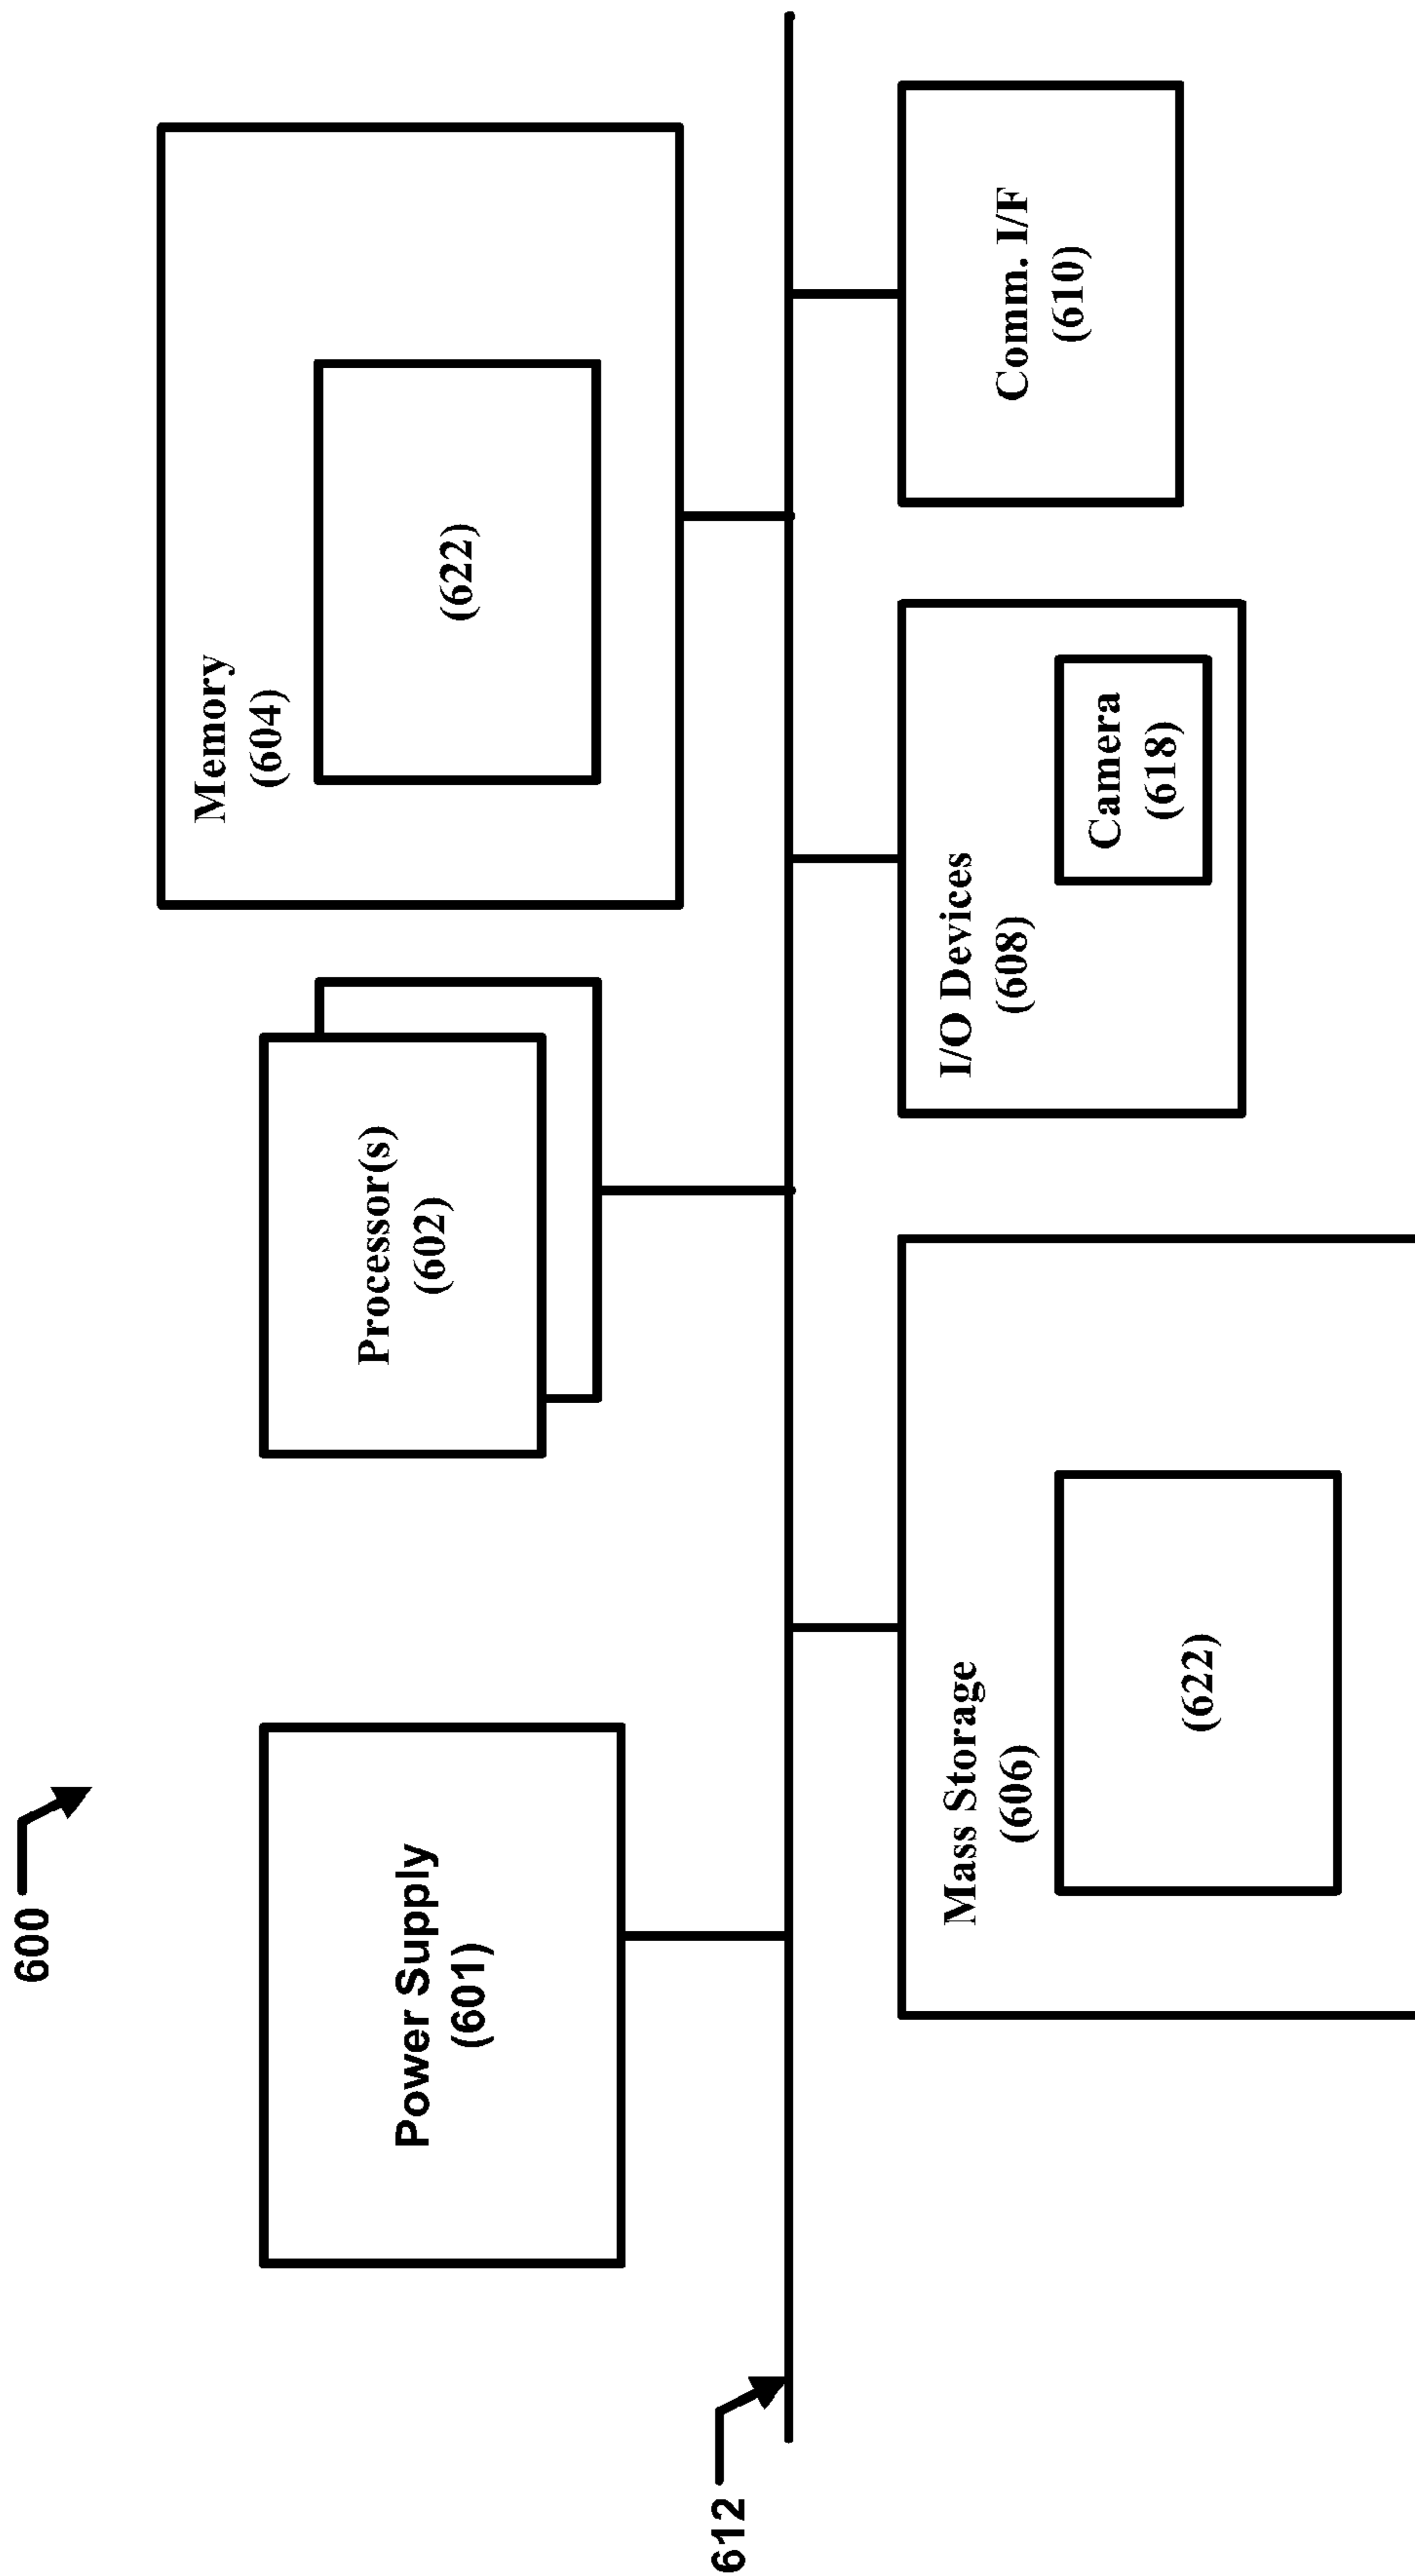 600
Power Supply
(601)
Processor(s)
(602)
Memory
(604)
(622)
612
Mass Storage
(606)
(622)
I/O Devices
(608)
Camera
(618)
Comm. I/F
(610)